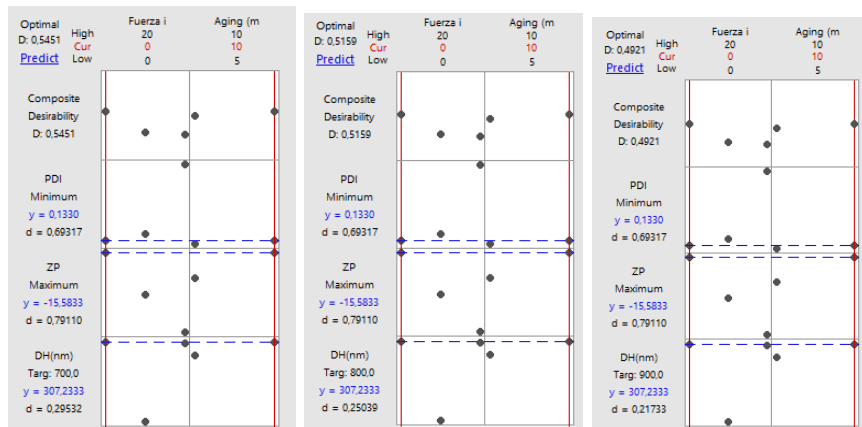 Optimal
D: 0,5451
High
Cur
Low
Predict
Fuerza i
20
0
0
Aging (m
10
10
5
Composite
Desirability
D: 0,5451
PDI
Minimum
y = 0,1330
d = 0,69317
ZP
Maximum
y = -15,5833
d = 0,79110
DH(nm)
Targ: 700,0
y = 307,2333
d = 0,29532
Optimal
D: 0,5159
High
Cur
Low
Predict
Fuerza i
20
0
0
Aging (m
10
10
5
Composite
Desirability
D: 0,5159
PDI
Minimum
y = 0,1330
d = 0,69317
ZP
Maximum
y = -15,5833
d = 0,79110
DH(nm)
Targ: 800,0
y = 307,2333
d = 0,25039
Optimal
D: 0,4921
High
Cur
Low
Predict
Fuerza i
20
0
0
Aging (m
10
10
5
Composite
Desirability
D: 0,4921
PDI
Minimum
y = 0,1330
d = 0,69317
ZP
Maximum
y = -15,5833
d = 0,79110
DH(nm)
Targ: 900,0
y = 307,2333
d = 0,21733